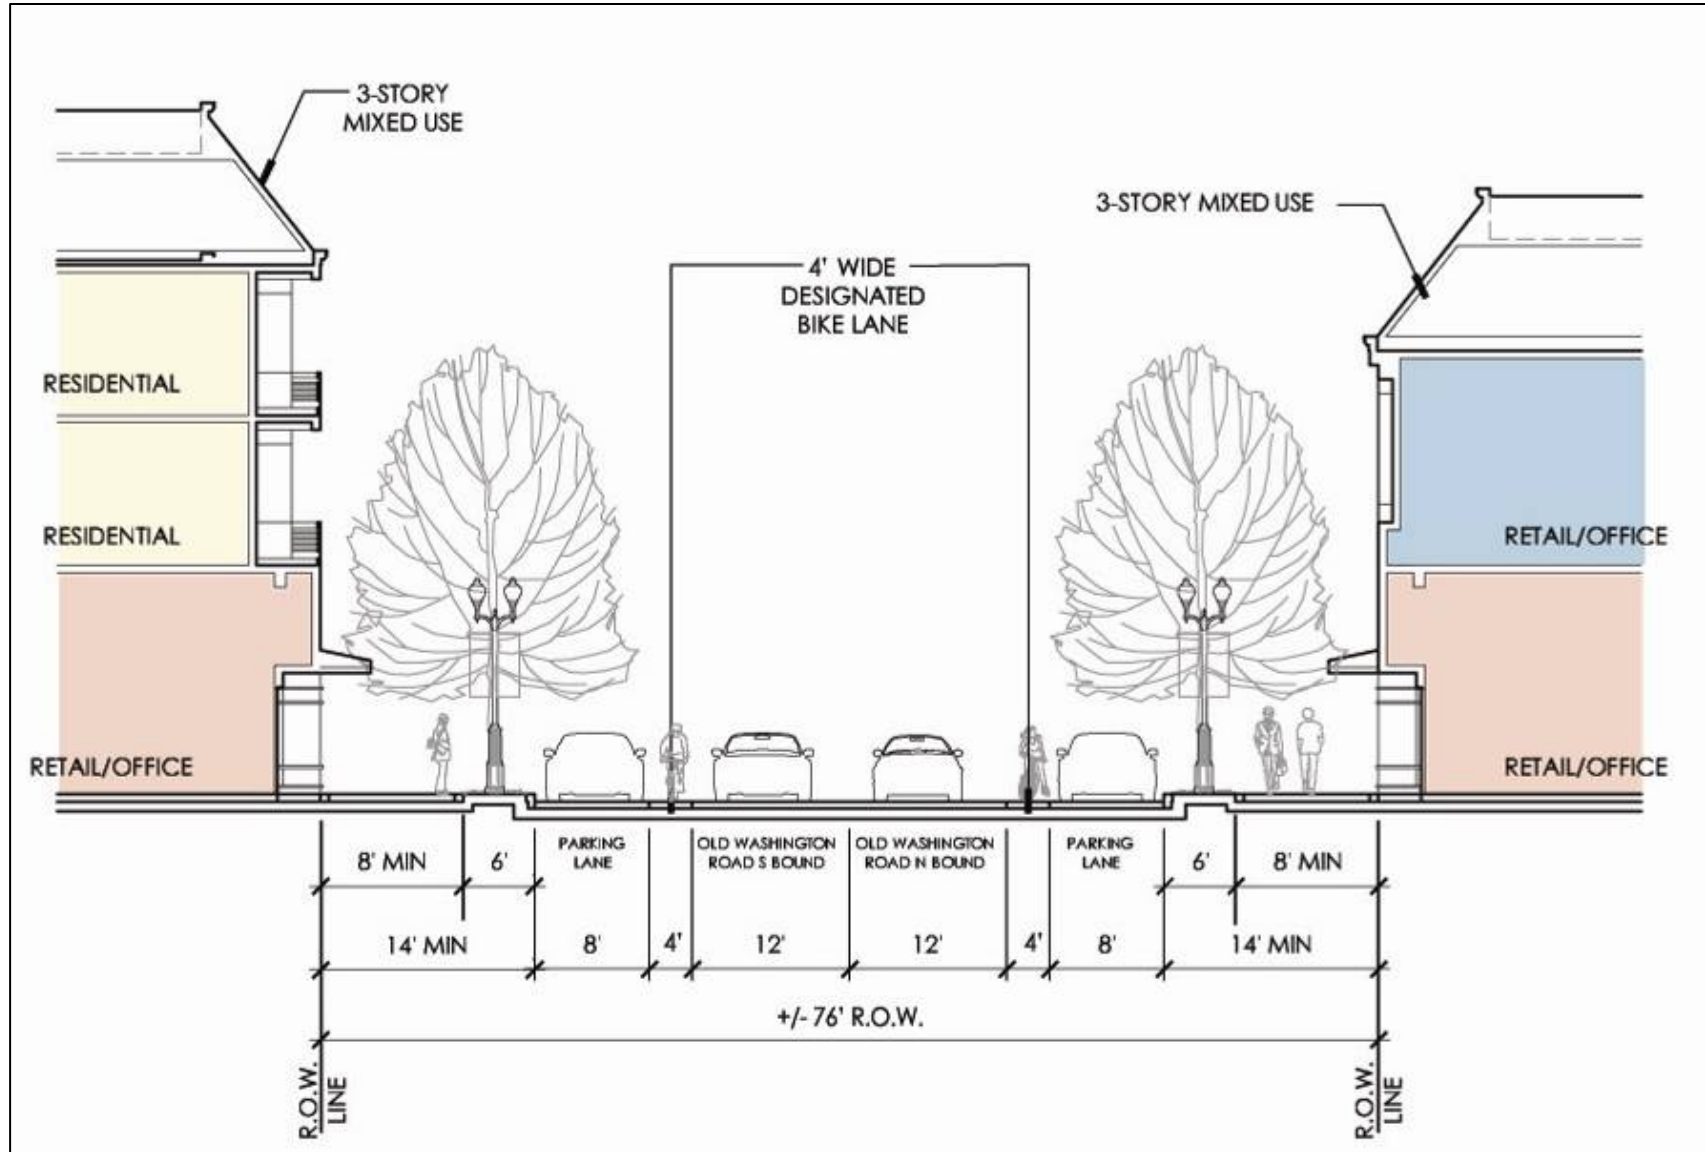 3-STORY
MIXED USE
3-STORY MIXED USE
4' WIDE
DESIGNATED
BIKE LANE
RESIDENTIAL
RESIDENTIAL
RETAIL/OFFICE
RETAIL/OFFICE
RETAIL/OFFICE
8' MIN
6'
PARKING
LANE
OLD WASHINGTON
ROAD S BOUND
OLD WASHINGTON
ROAD N BOUND
PARKING
LANE
6'
8' MIN
14' MIN
8'
4'
12'
12'
4'
8'
14' MIN
+/- 76' R.O.W.
R.O.W.
LINE
R.O.W.
LINE